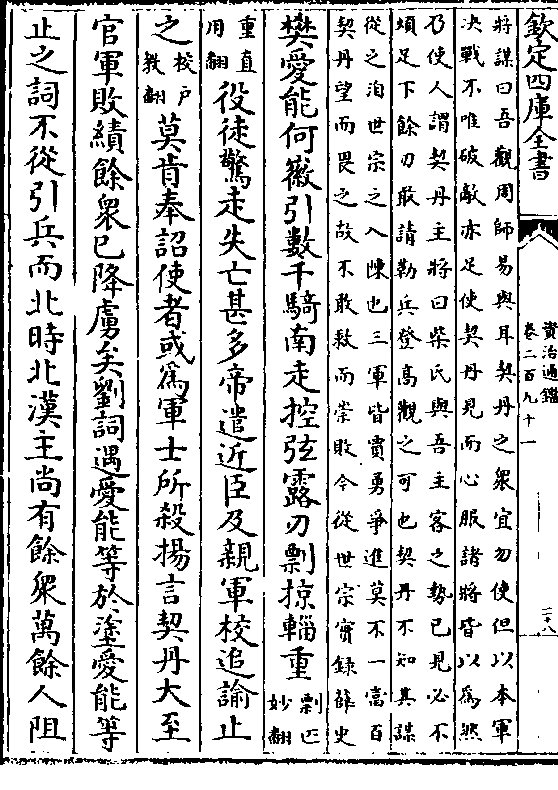 欽定四庫全書
資治通鑑
卷二百九十一
三八
將謀曰吾觀周師易與耳契丹之衆宜勿使但以本軍
决戰不唯破敵亦足使契丹見而心服諸將皆以為然
乃使人謂契丹主將曰柴氏與吾主客之勢已見必不
煩足下餘刃敢請勒兵登高觀之可也契丹不知其謀
從之洎世宗之入陳也三軍皆賈勇爭進莫不一當百
契丹望而畏之故不敢救而崇敗今從世宗實錄薛史
樊愛能何徽引數千騎南走控弦露刃剽掠輜重剽匹妙翻
重直用翻役徒驚走失亡甚多帝遣近臣及親軍校追諭止
之校戸教翻莫肯奉詔使者或為軍士所殺揚言契丹大至
官軍敗績餘衆已降虜矣劉詞遇愛能等於塗愛能等
止之詞不從引兵而北時北漢主尚有餘衆萬餘人阻